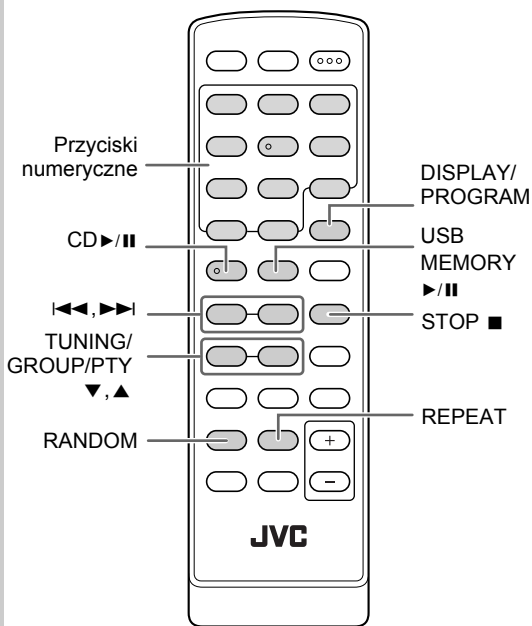 Przyciski
numeryczne
DISPLAY/
PROGRAM
CD ►/II
USB
MEMORY
►/II
I◄◄, ►►I
STOP ■
TUNING/
GROUP/PTY
▼, ▲
RANDOM
REPEAT
+
–
JVC